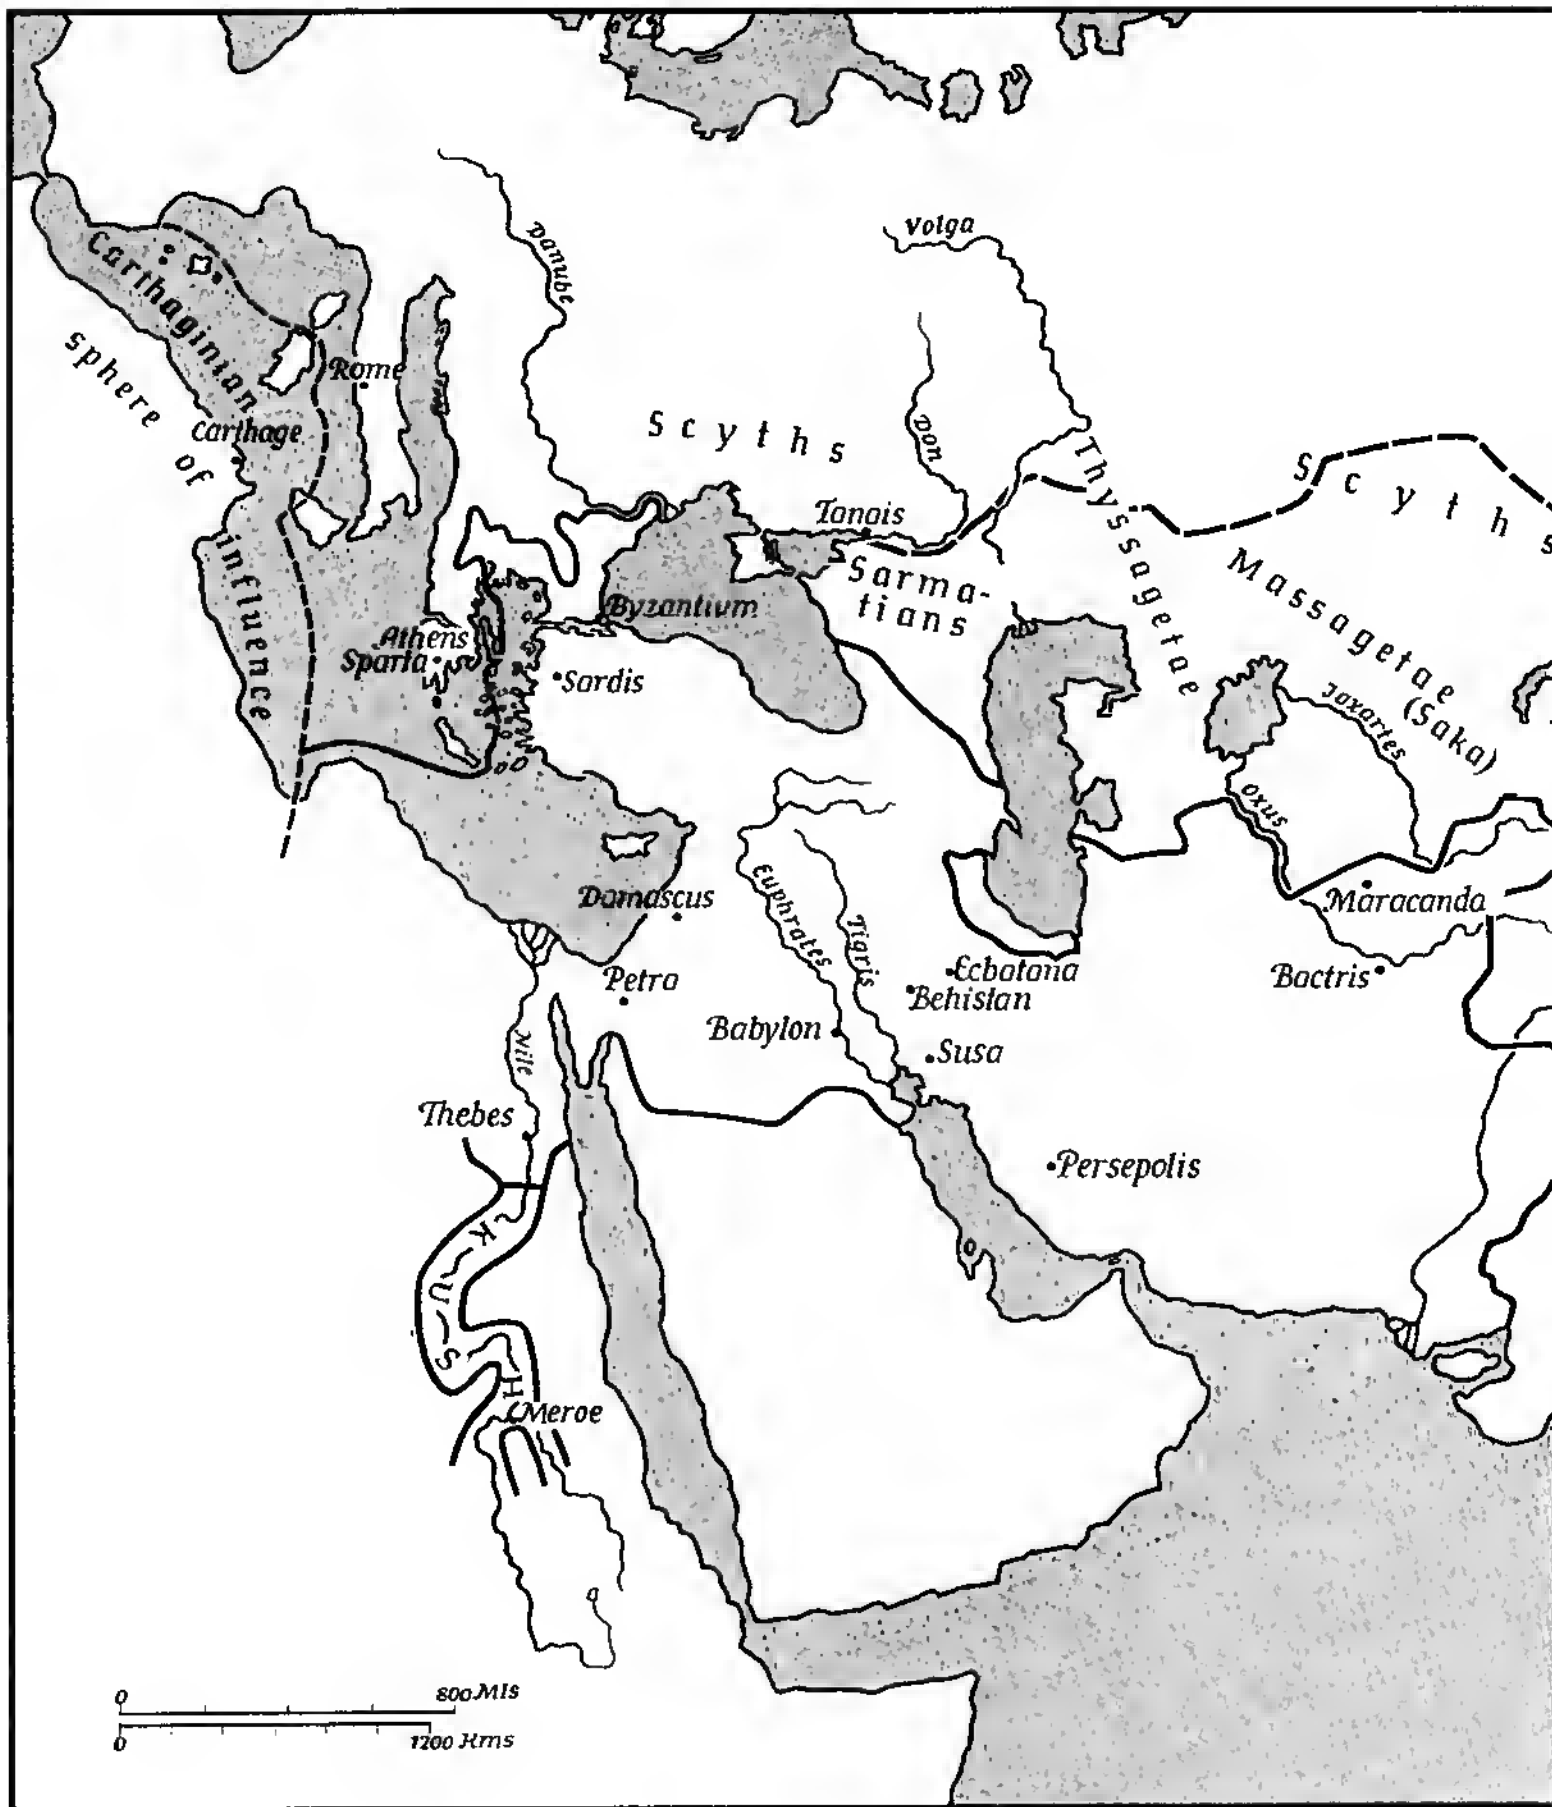 Volga
Danube
Carthaginian
sphere of
influence
Rome
Carthage
Scyths
Don
Thyssagetae
Scyths
Tanais
Sarma-
tians
Massagetae
(Saka)
Byzantium
Athens
Sparta
Sardis
Jaxartes
Oxus
Maracanda
Bactris
Damascus
Euphrates
Tigris
Petra
Ecbatana
Behistan
Babylon
Susa
Nile
Thebes
Persepolis
KUSH
Meroe
0 800 Mls
0 1200 Kms